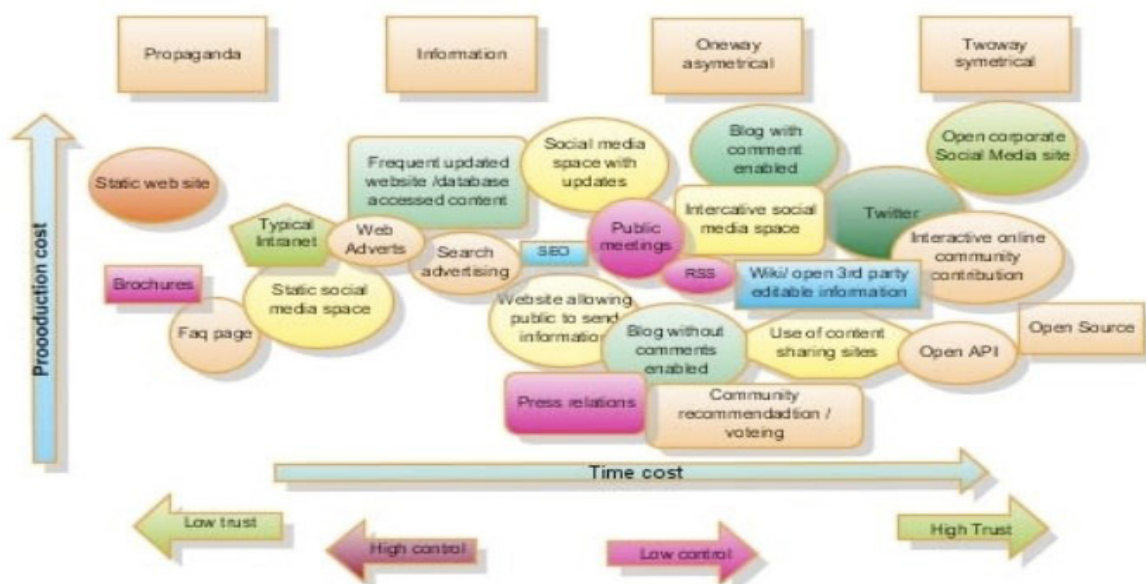 Propaganda
Information
Oneway
asymetrical
Twoway
symetrical
Prooduction cost
Static web site
Frequent updated
website /database
accessed content
Social media
space with
updates
Blog with
comment
enabled
Open corporate
Social Media site
Typical
Intranet
Web
Adverts
Search
advertising
SEO
Public
meetings
Intercative social
media space
Twitter
Interactive online
community
contribution
RSS
Wiki/ open 3rd party
editable information
Brochures
Static social
media space
Faq page
Website allowing
public to send
information
Blog without
comments
enabled
Use of content
sharing sites
Open API
Open Source
Press relations
Community
recommendadtion /
voteing
Time cost
Low trust
High control
Low control
High Trust